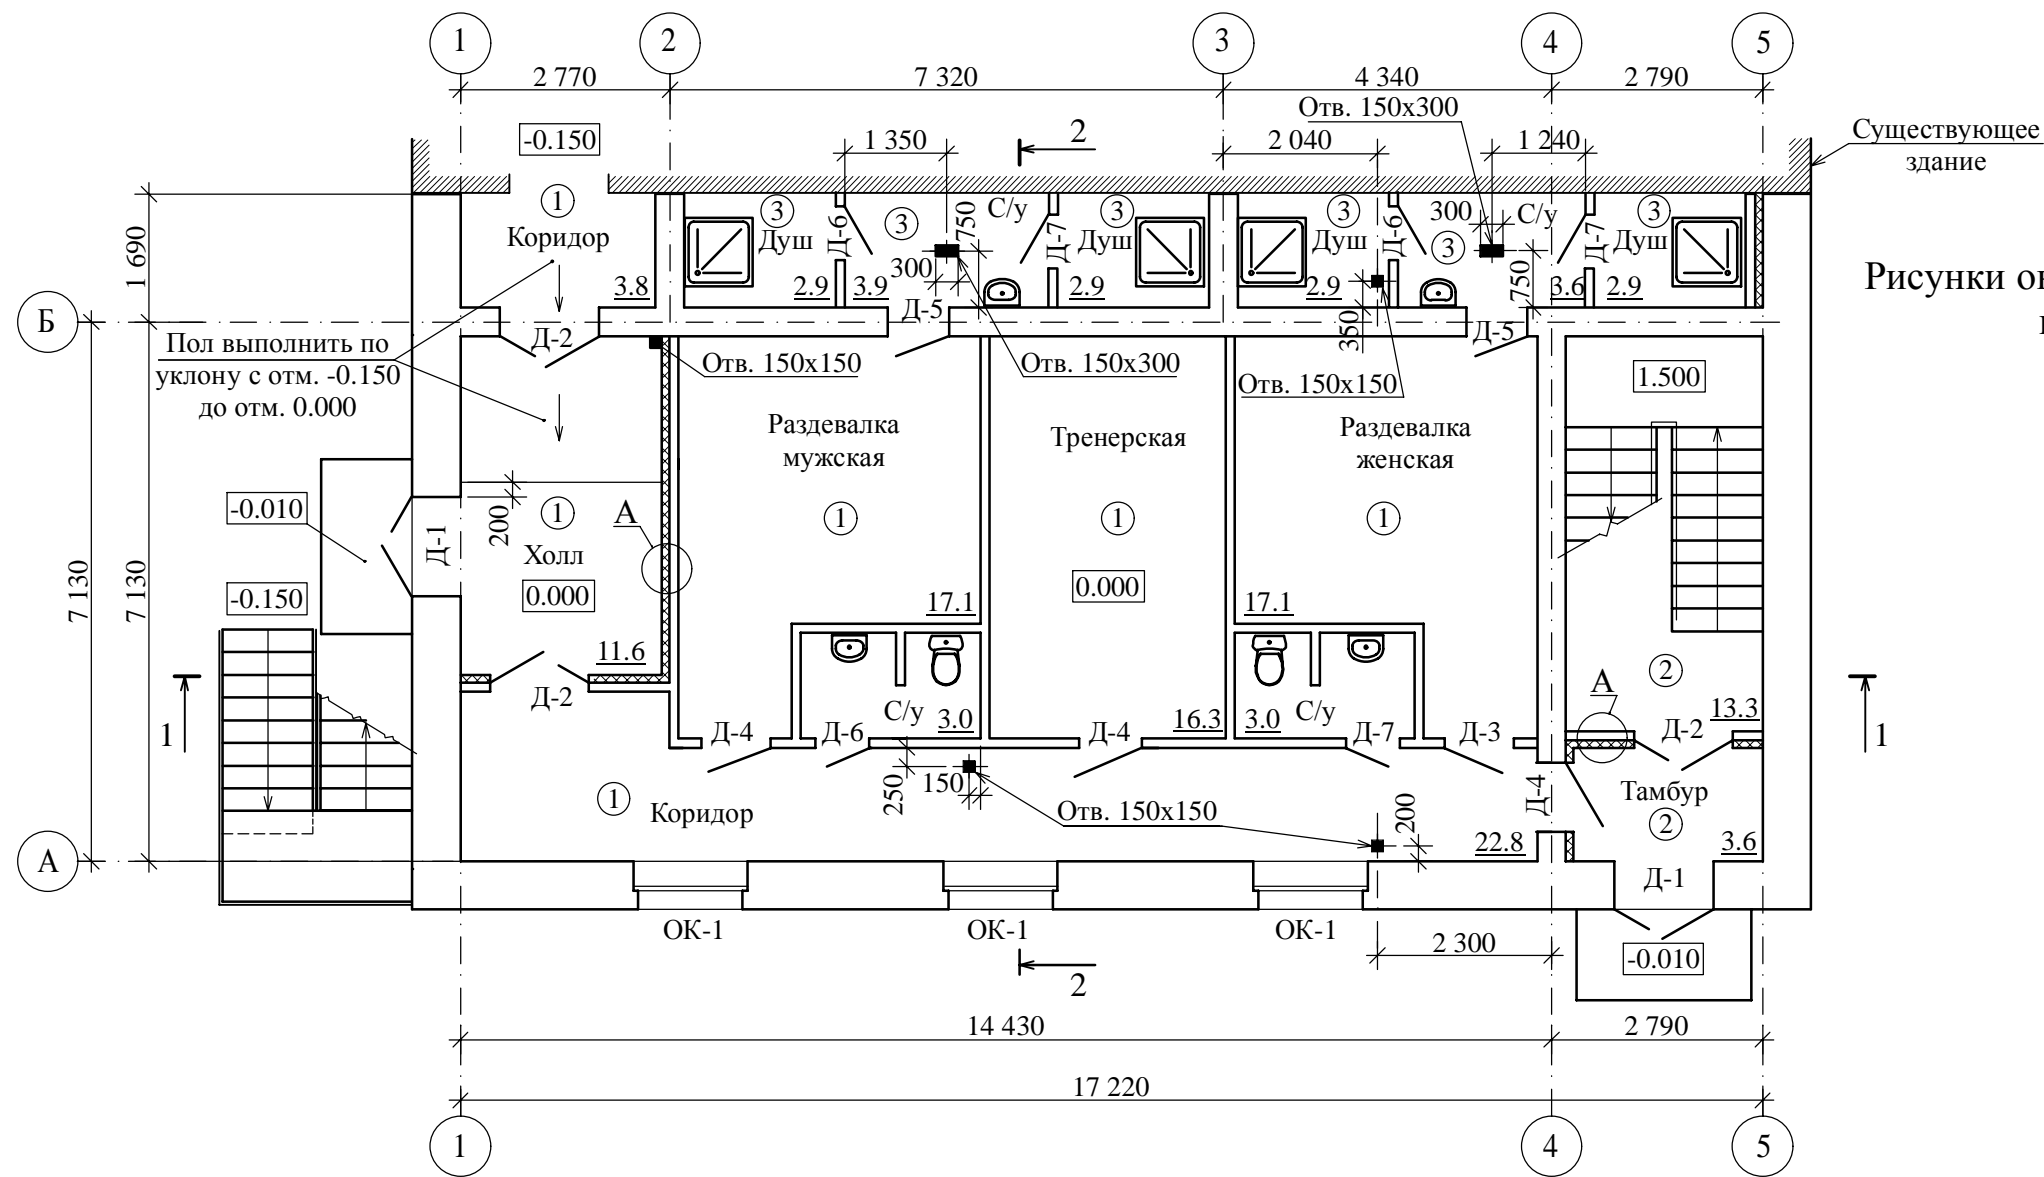 1
2
3
4
5
2 770
7 320
4 340
2 790
Отв. 150х300
-0.150
1 350
2
2 040
1 240
Существующее
здание
1
3
3
С/у
3
3
3
С/у
3
Коридор
Душ
Д-6
750
Д-7
Душ
Душ
Д-6
300
Д-7
Душ
1 690
300
750
Рисунки ок
3.8
2.9
3.9
2.9
2.9
3.6
2.9
Б
Д-2
Д-5
350
Д-5
Пол выполнить по
уклону с отм. -0.150
до отм. 0.000
Отв. 150х150
Отв. 150х300
Отв. 150х150
1.500
Раздевалка
мужская
Тренерская
Раздевалка
женская
-0.010
Д-1
200
1
А
1
1
1
Холл
7 130
7 130
-0.150
0.000
0.000
17.1
17.1
11.6
2
А
1
Д-2
С/у
3.0
16.3
3.0
С/у
13.3
1
Д-4
Д-6
Д-4
Д-7
Д-3
Д-2
250
150
Д-4
Тамбур
1
Коридор
Отв. 150х150
200
2
22.8
3.6
А
Д-1
ОК-1
ОК-1
ОК-1
2 300
-0.010
2
14 430
2 790
17 220
1
4
5